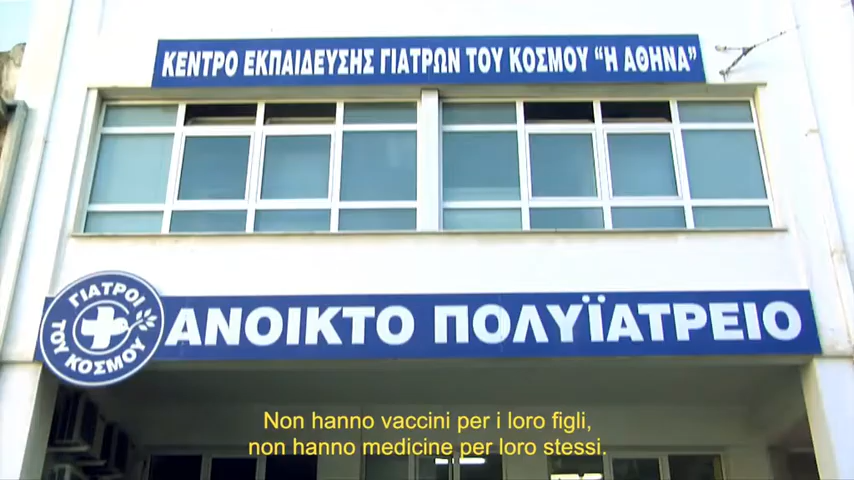 ΚΕΝΤΡΟ ΕΚΠΑΙΔΕΥΣΗΣ ΓΙΑΤΡΩΝ ΤΟΥ ΚΟΣΜΟΥ “Η ΑΘΗΝΑ”
ΓΙΑΤΡΟΙ
ΤΟΥ ΚΟΣΜΟΥ
ΑΝΟΙΚΤΟ ΠΟΛΥΪΑΤΡΕΙΟ
Non hanno vaccini per i loro figli,
non hanno medicine per loro stessi.